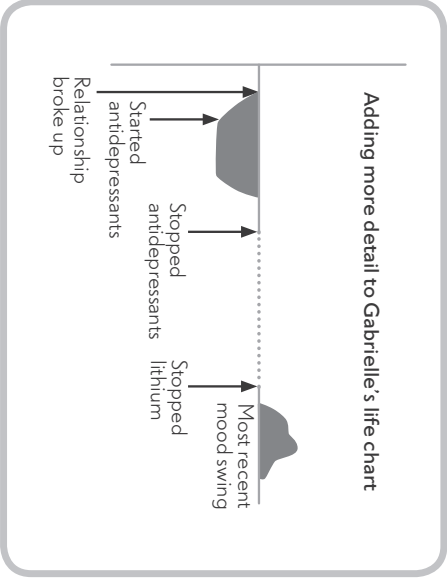 Adding more detail to Gabrielle's life chart
Relationship
broke up
Started
antidepressants
Stopped
antidepressants
Stopped
lithium
Most recent
mood swing